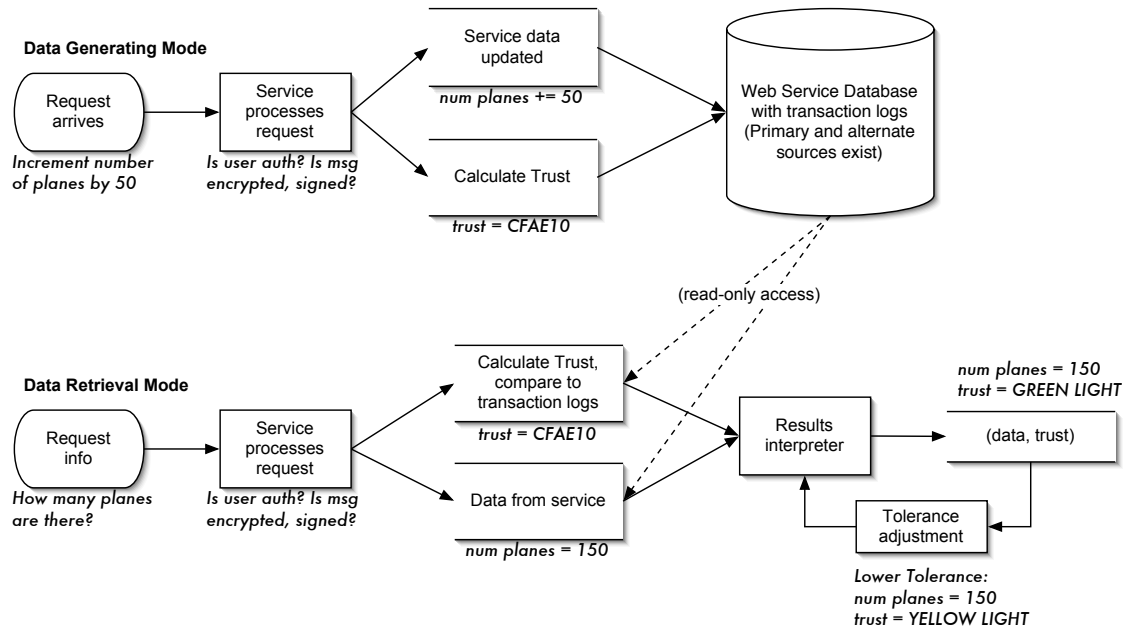 Data Generating Mode
Request
arrives
Increment number
of planes by 50
Service
processes
request
Is user auth? Is msg
encrypted, signed?
Service data
updated
num planes += 50
Calculate Trust
trust = CFAE10
Web Service Database
with transaction logs
(Primary and alternate
sources exist)
(read-only access)
Data Retrieval Mode
Request
info
How many planes
are there?
Service
processes
request
Is user auth? Is msg
encrypted, signed?
Calculate Trust,
compare to
transaction logs
trust = CFAE10
Data from service
num planes = 150
Results
interpreter
num planes = 150
trust = GREEN LIGHT
(data, trust)
Tolerance
adjustment
Lower Tolerance:
num planes = 150
trust = YELLOW LIGHT